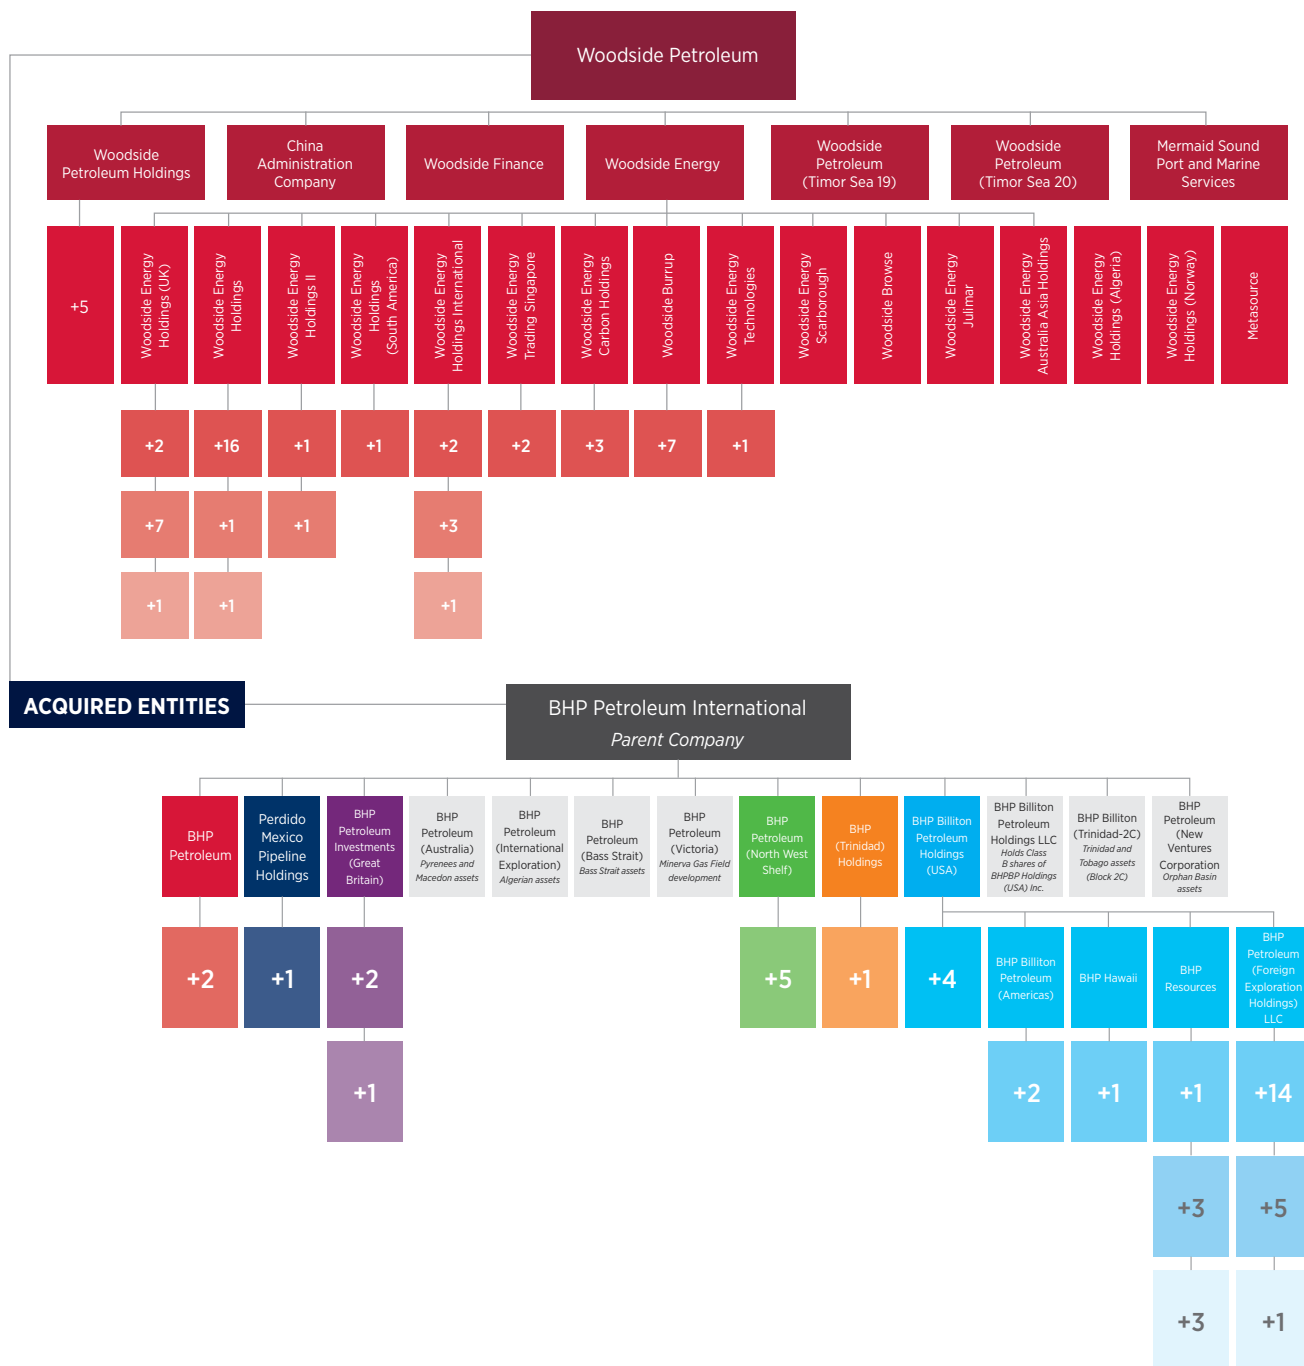 Woodside Petroleum
Woodside
Petroleum Holdings
China
Administration
Company
Woodside Finance
Woodside Energy
Woodside
Petroleum
(Timor Sea 19)
Woodside
Petroleum
(Timor Sea 20)
Mermaid Sound
Port and Marine
Services
+5
Woodside Energy
Holdings (UK)
Woodside Energy
Holdings
Woodside Energy
Holdings II
Woodside Energy
Holdings
(South America)
Woodside Energy
Holdings International
Woodside Energy
Trading Singapore
Woodside Energy
Carbon Holdings
Woodside Burrup
Woodside Energy
Technologies
Woodside Energy
Scarborough
Woodside Browse
Woodside Energy
Julimar
Woodside Energy
Australia Asia Holdings
Woodside Energy
Holdings (Algeria)
Woodside Energy
Holdings (Norway)
Metasource
+2
+16
+1
+1
+2
+2
+3
+7
+1
+7
+1
+1
+3
+1
+1
+1
ACQUIRED ENTITIES
BHP Petroleum International
Parent Company
BHP
Petroleum
Perdido
Mexico
Pipeline
Holdings
BHP
Petroleum
Investments
(Great
Britain)
BHP
Petroleum
(Australia)
Pyrenees and
Macedon assets
BHP
Petroleum
(International
Exploration)
Algerian assets
BHP
Petroleum
(Bass Strait)
Bass Strait assets
BHP
Petroleum
(Victoria)
Minerva Gas Field
development
BHP
Petroleum
(North West
Shelf)
BHP
(Trinidad)
Holdings
BHP Billiton
Petroleum
Holdings
(USA)
BHP Billiton
Petroleum
Holdings LLC
Holds Class
B shares of
BHPBP Holdings
(USA) Inc.
BHP Billiton
(Trinidad-2C)
Trinidad and
Tobago assets
(Block 2C)
BHP
Petroleum
(New
Ventures
Corporation
Orphan Basin
assets
+2
+1
+2
+5
+1
+4
BHP Billiton
Petroleum
(Americas)
BHP Hawaii
BHP
Resources
BHP
Petroleum
(Foreign
Exploration
Holdings)
LLC
+1
+2
+1
+1
+14
+3
+5
+3
+1